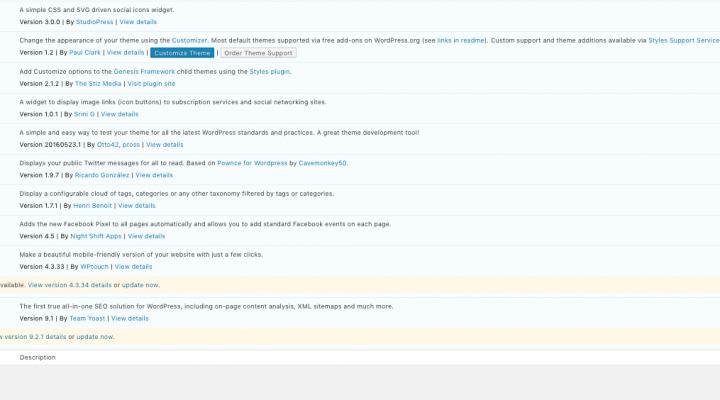 A simple CSS and SVG driven social icons widget.
Version 3.0.0 | By StudioPress | View details
Change the appearance of your theme using the Customizer. Most default themes supported via free add-ons on WordPress.org (see links in readme). Custom support and theme additions available via Styles Support Service
Version 1.2 | By Paul Clark | View details | Customize Theme | Order Theme Support
Add Customize options to the Genesis Framework child themes using the Styles plugin.
Version 2.1.2 | By The Stiz Media | Visit plugin site
A widget to display image links (icon buttons) to subscription services and social networking sites.
Version 1.0.1 | By Srini G | View details
A simple and easy way to test your theme for all the latest WordPress standards and practices. A great theme development tool!
Version 20160523.1 | By Otto42, pross | View details
Displays your public Twitter messages for all to read. Based on Pownce for Wordpress by Cavemonkey50.
Version 1.9.7 | By Ricardo González | View details
Display a configurable cloud of tags, categories or any other taxonomy filtered by tags or categories.
Version 1.7.1 | By Henri Benoit | View details
Adds the new Facebook Pixel to all pages automatically and allows you to add standard Facebook events on each page.
Version 4.5 | By Night Shift Apps | View details
Make a beautiful mobile-friendly version of your website with just a few clicks.
Version 4.3.33 | By WPtouch | View details
vailable. View version 4.3.34 details or update now.
The first true all-in-one SEO solution for WordPress, including on-page content analysis, XML sitemaps and much more.
Version 9.1 | By Team Yoast | View details
w version 9.2.1 details or update now.
Description